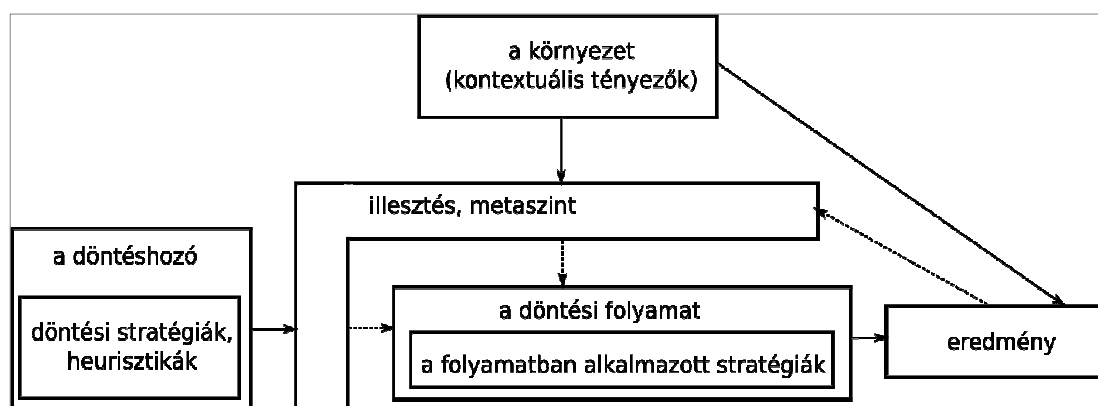 a környezet
(kontextuális tényezők)
illesztés, metaszint
a döntéshozó
döntési stratégiák,
heurisztikák
a döntési folyamat
a folyamatban alkalmazott stratégiák
eredmény